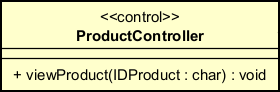 <<control>>
ProductController
+ viewProduct(IDProduct : char) : void